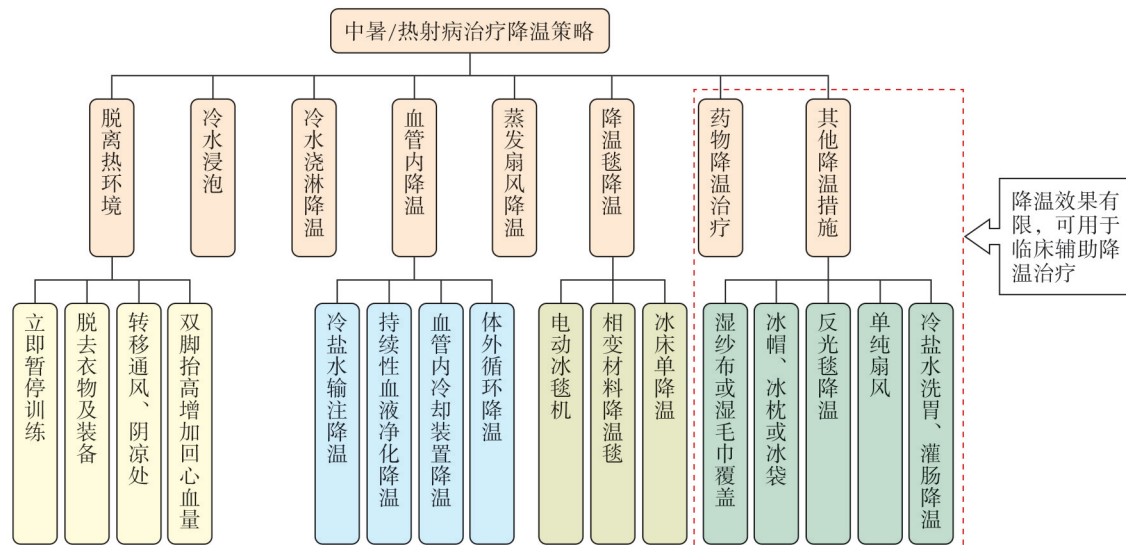 中暑/热射病治疗降温策略
脱离热环境
冷水浸泡
冷水浇淋降温
血管内降温
蒸发扇风降温
降温毯降温
药物降温治疗
其他降温措施
降温效果有
限，可用于
临床辅助降
温治疗
立即暂停训练
脱去衣物及装备
转移通风、阴凉处
双脚抬高增加回心血量
冷盐水输注降温
持续性血液净化降温
血管内冷却装置降温
体外循环降温
电动冰毯机
相变材料降温毯
冰床单降温
湿纱布或湿毛巾覆盖
冰帽、冰枕或冰袋
反光毯降温
单纯扇风
冷盐水洗胃、灌肠降温